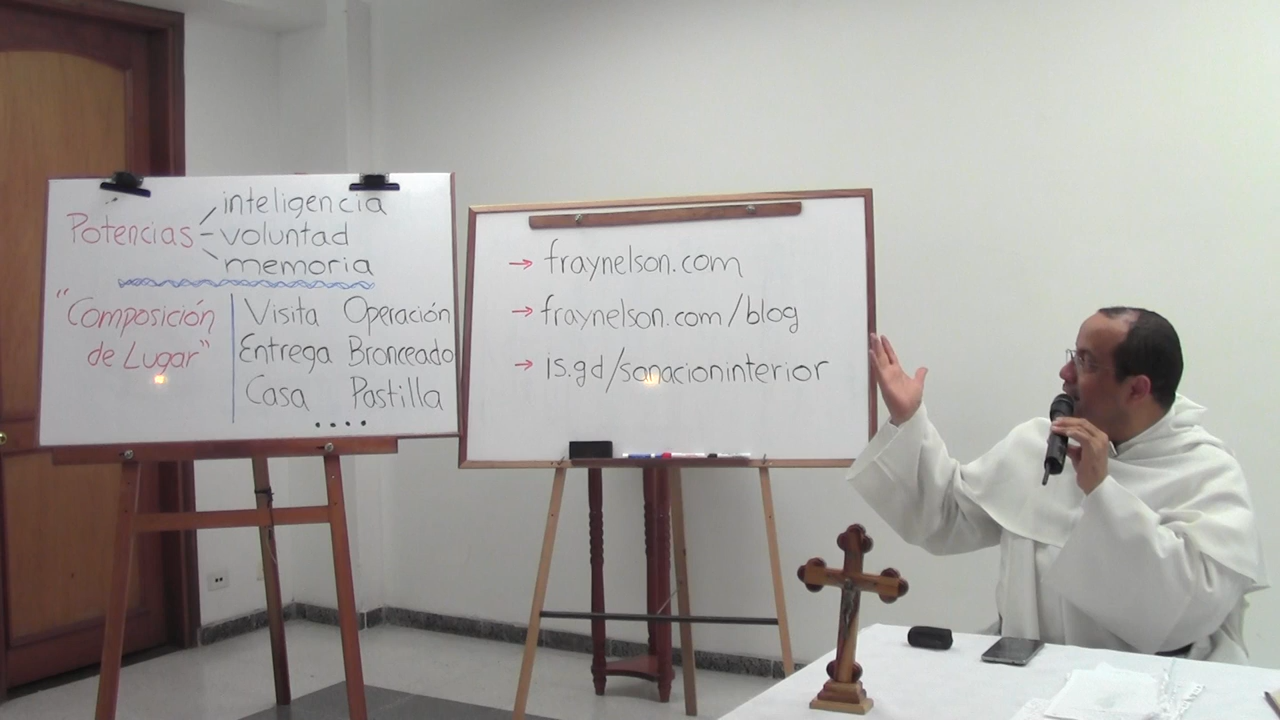 Potencias
inteligencia
voluntad
memoria
"Composición
de Lugar"
Visita Operación
Entrega Bronceado
Casa Pastilla
....
→ fraynelson.com
→ fraynelson.com/blog
→ is.gd/sanacioninterior